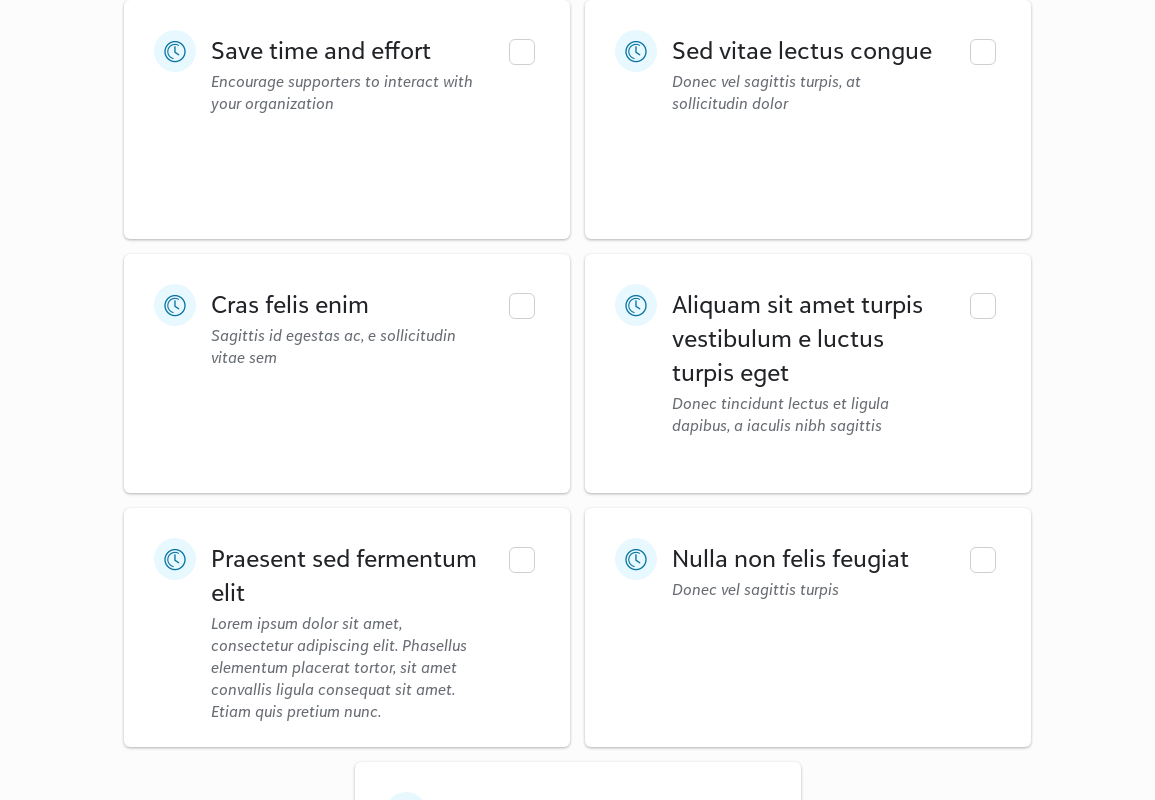 Save time and effort
Encourage supporters to interact with
your organization
Sed vitae lectus congue
Donec vel sagittis turpis, at
sollicitudin dolor
Cras felis enim
Sagittis id egestas ac, e sollicitudin
vitae sem
Aliquam sit amet turpis
vestibulum e luctus
turpis eget
Donec tincidunt lectus et ligula
dapibus, a iaculis nibh sagittis
Praesent sed fermentum
elit
Lorem ipsum dolor sit amet,
consectetur adipiscing elit. Phasellus
elementum placerat tortor, sit amet
convallis ligula consequat sit amet.
Etiam quis pretium nunc.
Nulla non felis feugiat
Donec vel sagittis turpis